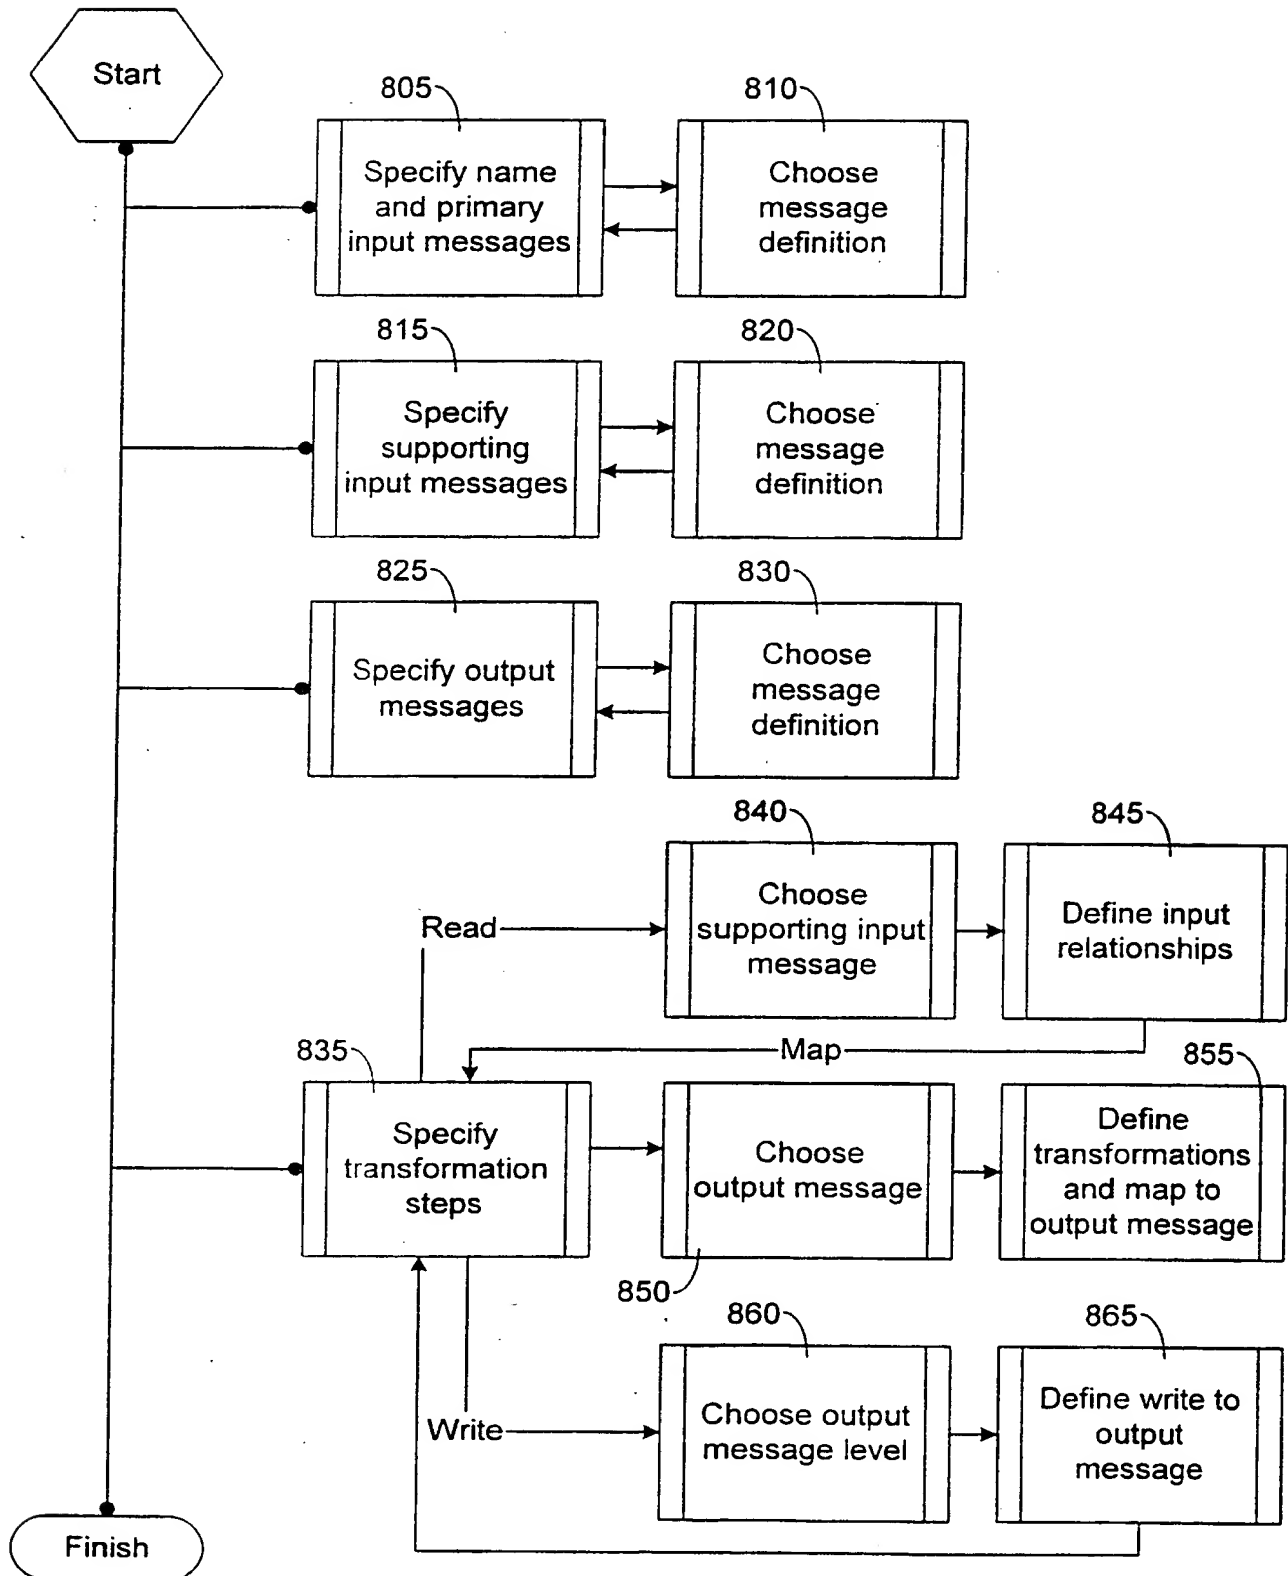 Start
805
810
Specify name
and primary
input messages
Choose
message
definition
815
820
Specify
supporting
input messages
Choose
message
definition
825
830
Specify output
messages
Choose
message
definition
840
845
Read
Choose
supporting input
message
Define input
relationships
835
Map
855
Specify
transformation
steps
Choose
output message
Define
transformations
and map to
output message
850
860
865
Write
Choose output
message level
Define write to
output
message
Finish